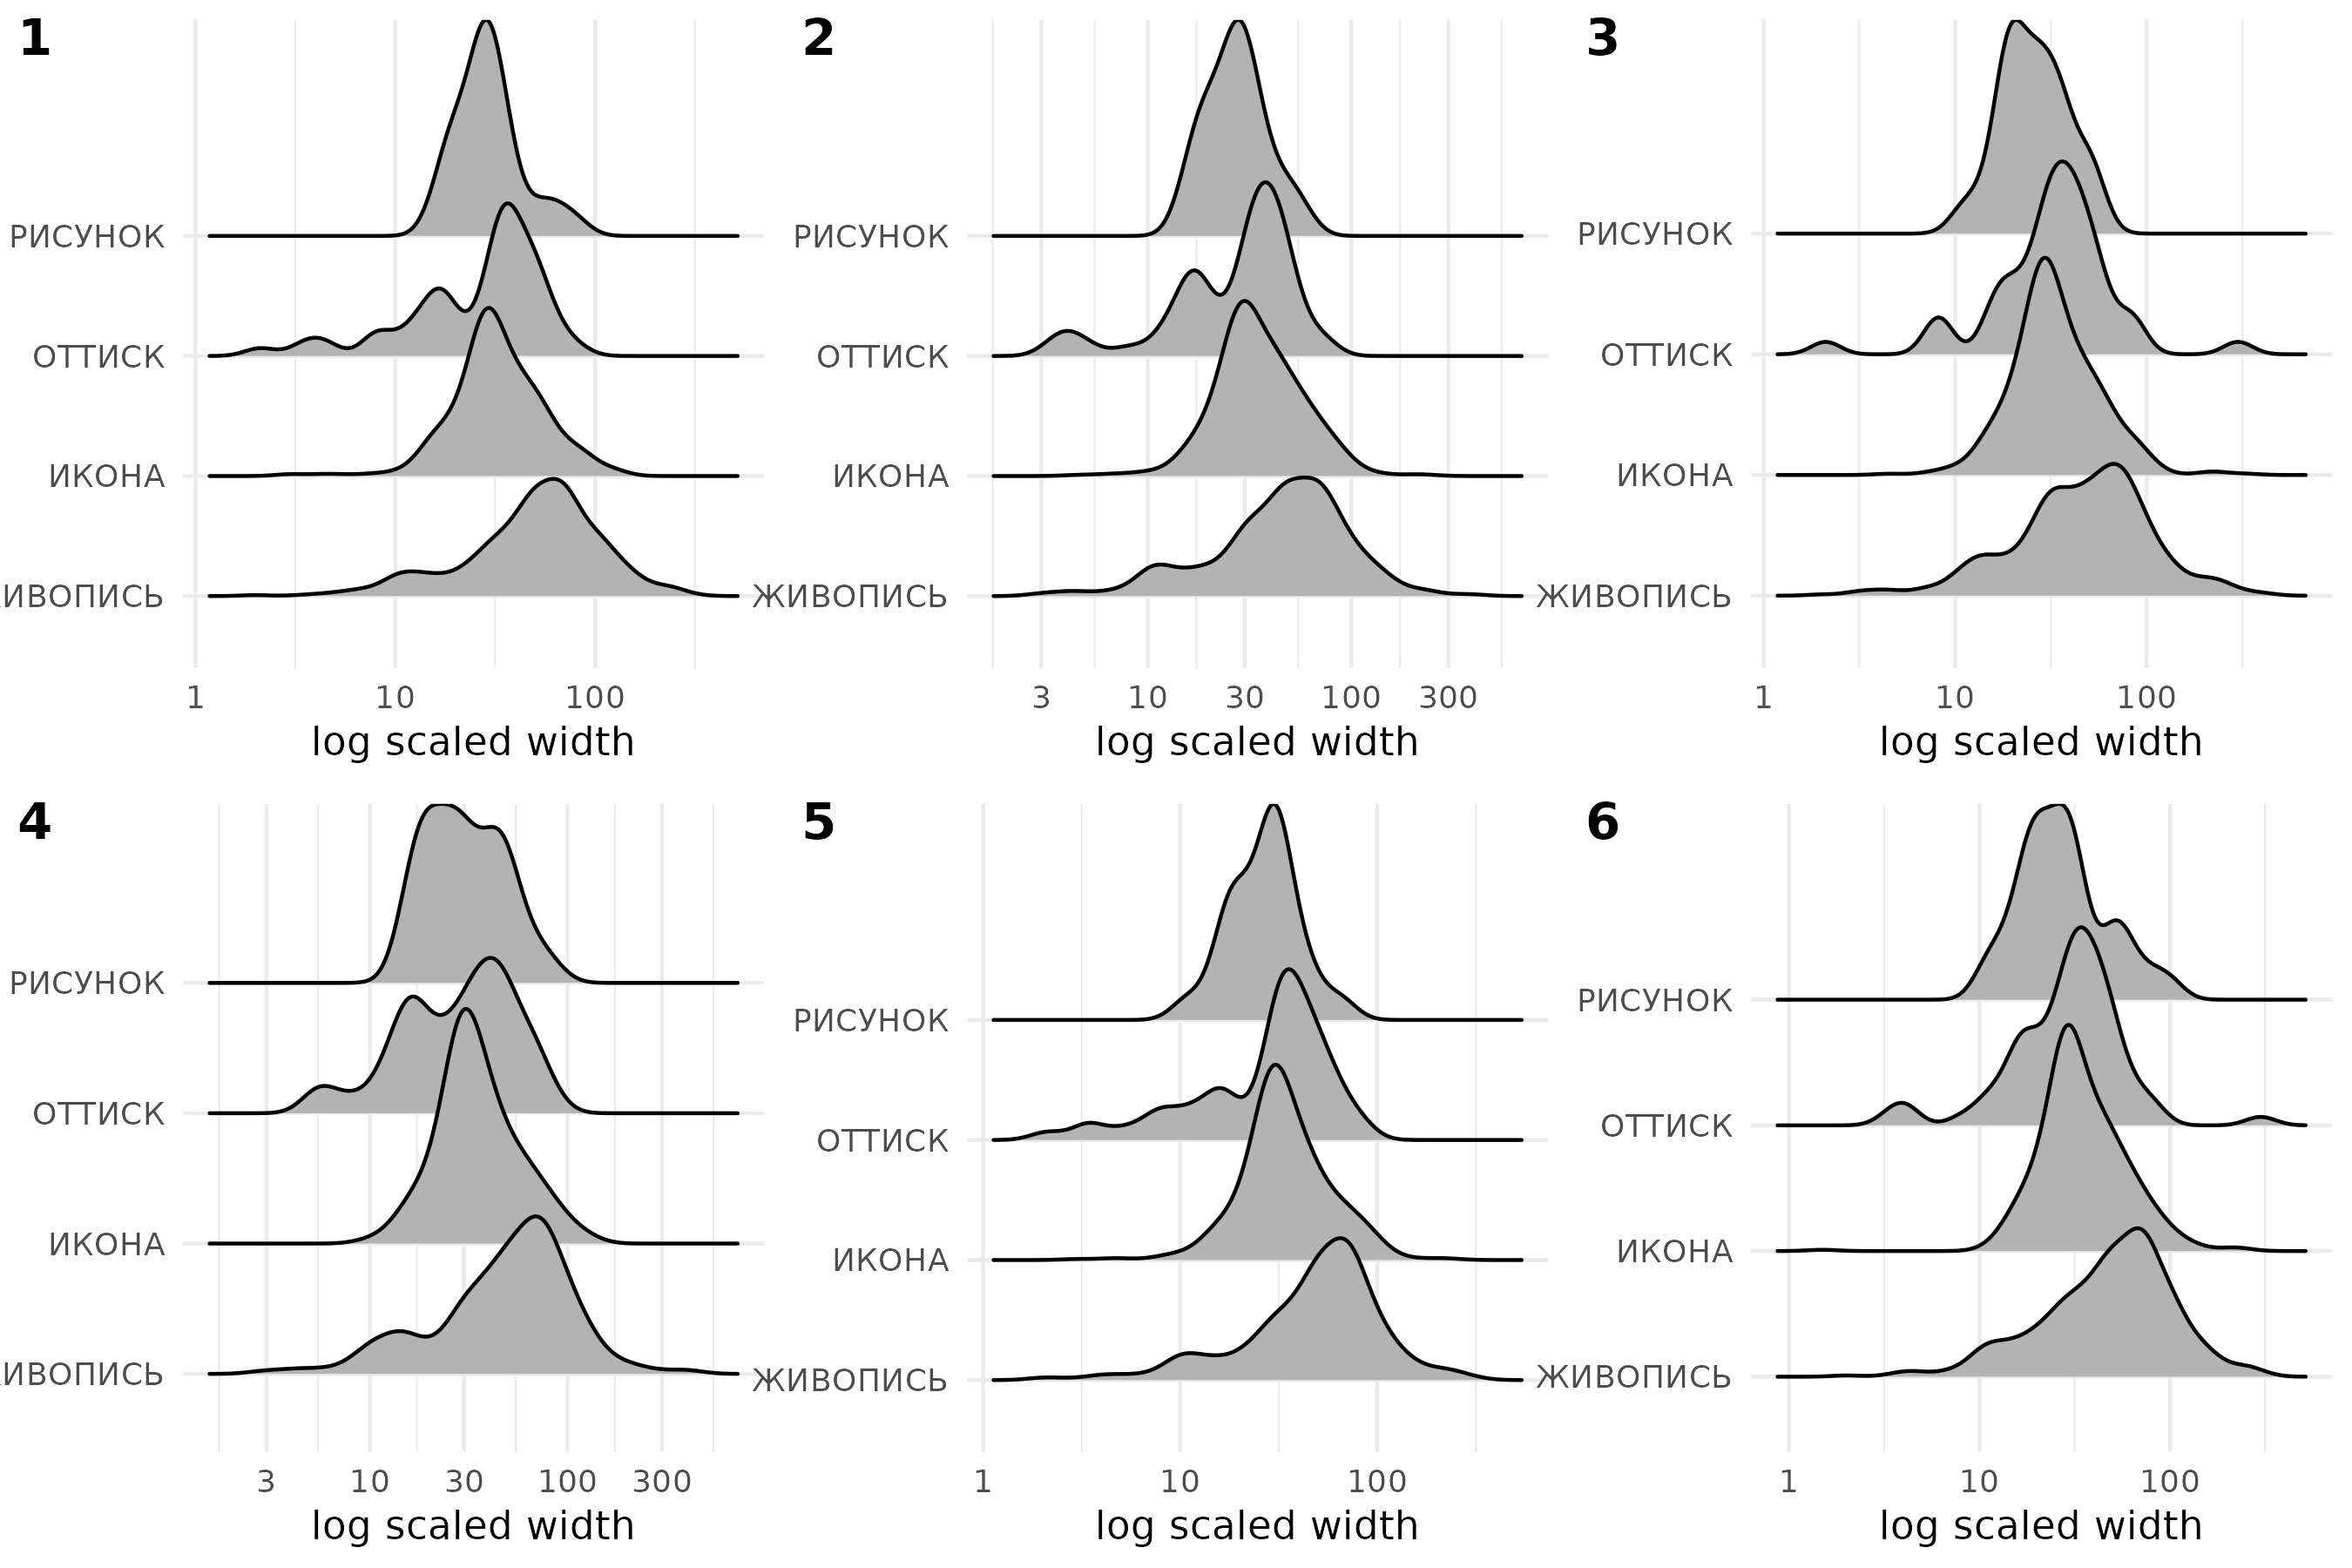 1
РИСУНОК
ОТТИСК
ИКОНА
ИВОПИСЬ
1 10 100
log scaled width
2
РИСУНОК
ОТТИСК
ИКОНА
ЖИВОПИСЬ
3 10 30 100 300
log scaled width
3
РИСУНОК
ОТТИСК
ИКОНА
ЖИВОПИСЬ
1 10 100
log scaled width
4
РИСУНОК
ОТТИСК
ИКОНА
ИВОПИСЬ
3 10 30 100 300
log scaled width
5
РИСУНОК
ОТТИСК
ИКОНА
ЖИВОПИСЬ
1 10 100
log scaled width
6
РИСУНОК
ОТТИСК
ИКОНА
ЖИВОПИСЬ
1 10 100
log scaled width